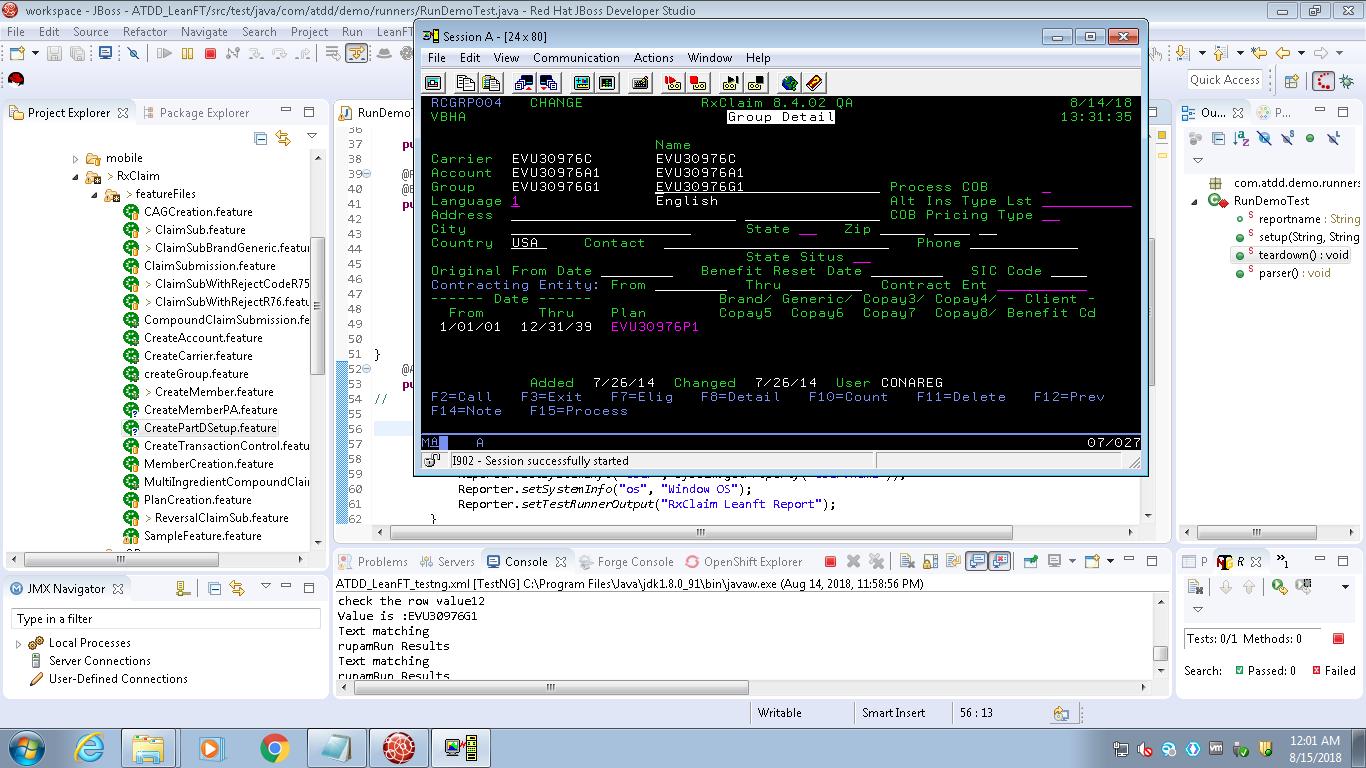 workspace - JBoss - ATDD_LeanFT/src/test/java/com/atdd/demo/runners/RunDemoTest.java - Red Hat JBoss Developer Studio
File Edit Source Refactor Navigate Search Project Run LeanFT
Quick Access
Project Explorer Package Explorer
mobile
> RxClaim
> featureFiles
CAGCreation.feature
> ClaimSub.feature
> ClaimSubBrandGeneric.featur
ClaimSubmission.feature
> ClaimSubWithRejectCodeR75
> ClaimSubWithRejectR76.featu
CompoundClaimSubmission.fe
CreateAccount.feature
CreateCarrier.feature
createGroup.feature
> CreateMember.feature
CreateMemberPA.feature
CreatePartDSetup.feature
CreateTransactionControl.featu
MemberCreation.feature
MultiIngredientCompoundClai
PlanCreation.feature
> ReversalClaimSub.feature
SampleFeature.feature
JMX Navigator
Type in a filter
Local Processes
Server Connections
User-Defined Connections
RunDemo
36
37 pu
38
39 @B
40 @B
41 pu
42
43
44
45
46
47
48
49
50
51 }
52 @A
53 pu
54 //
55
56
57
58
59
60 Reporter.setSystemInfo("os", "Window OS");
61 Reporter.setTestRunnerOutput("RxClaim Leanft Report");
62 }
Session A - [24 x 80]
File Edit View Communication Actions Window Help
RCGRP004 CHANGE RxClaim 8.4.02 QA 8/14/18
VBHA Group Detail 13:31:35
Name
Carrier EVU30976C EVU30976C
Account EVU30976A1 EVU30976A1
Group EVU30976G1 EVU30976G1 Process COB
Language 1 English Alt Ins Type Lst
Address COB Pricing Type
City State Zip
Country USA Contact Phone
State Situs
Original From Date Benefit Reset Date SIC Code
Contracting Entity: From Thru Contract Ent
------ Date ------ Brand/ Generic/ Copay3/ Copay4/ - Client -
From Thru Plan Copay5 Copay6 Copay7 Copay8/ Benefit Cd
1/01/01 12/31/39 EVU30976P1
Added 7/26/14 Changed 7/26/14 User CONAREG
F2=Call F3=Exit F7=Elig F8=Detail F10=Count F11=Delete F12=Prev
F14=Note F15=Process
MA A 07/027
I902 - Session successfully started
Ou...
P...
com.atdd.demo.runners
RunDemoTest
reportname : String
setup(String, String
teardown() : void
parser() : void
Problems Servers Console Forge Console OpenShift Explorer
ATDD_LeanFT_testng.xml [TestNG] C:\Program Files\Java\jdk1.8.0_91\bin\javaw.exe (Aug 14, 2018, 11:58:56 PM)
check the row value12
Value is :EVU30976G1
Text matching
rupamRun Results
Text matching
rupamRun Results
P R »1
Tests: 0/1 Methods: 0
Search: Passed: 0 Failed
Writable Smart Insert 56 : 13
12:01 AM
8/15/2018